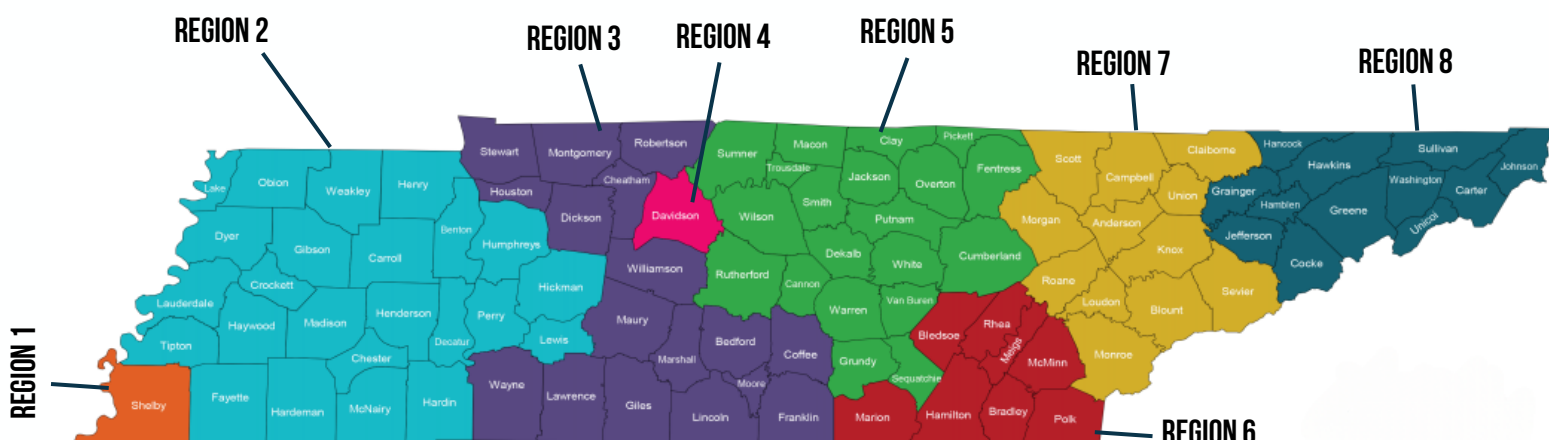 REGION 2
REGION 3
REGION 4
REGION 5
REGION 7
REGION 8
REGION 1
REGION 6
Lake
Obion
Weakley
Henry
Stewart
Montgomery
Robertson
Sumner
Macon
Trousdale
Clay
Pickett
Fentress
Scott
Campbell
Claiborne
Hancock
Hawkins
Sullivan
Johnson
Houston
Cheatham
Dickson
Davidson
Wilson
Smith
Jackson
Overton
Putnam
Morgan
Anderson
Union
Grainger
Hamblen
Greene
Washington
Carter
Unicoi
Dyer
Gibson
Carroll
Benton
Humphreys
Hickman
Williamson
Rutherford
Cannon
Dekalb
White
Cumberland
Roane
Knox
Jefferson
Cocke
Lauderdale
Crockett
Haywood
Madison
Henderson
Decatur
Perry
Lewis
Maury
Bedford
Coffee
Warren
Van Buren
Bledsoe
Rhea
Meigs
McMinn
Loudon
Blount
Sevier
Monroe
Tipton
Chester
Marshall
Moore
Grundy
Sequatchie
Shelby
Fayette
Hardeman
McNairy
Hardin
Wayne
Lawrence
Giles
Lincoln
Franklin
Marion
Hamilton
Bradley
Polk